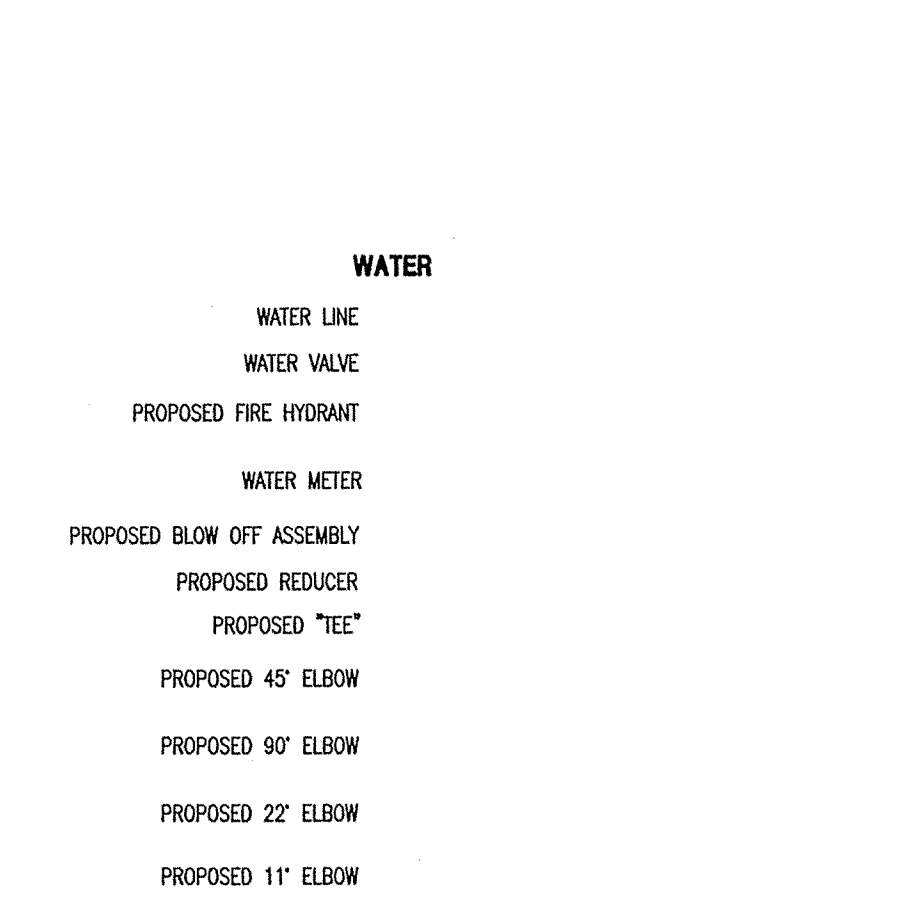 WATER
WATER LINE
WATER VALVE
PROPOSED FIRE HYDRANT
WATER METER
PROPOSED BLOW OFF ASSEMBLY
PROPOSED REDUCER
PROPOSED "TEE"
PROPOSED 45° ELBOW
PROPOSED 90° ELBOW
PROPOSED 22° ELBOW
PROPOSED 11° ELBOW